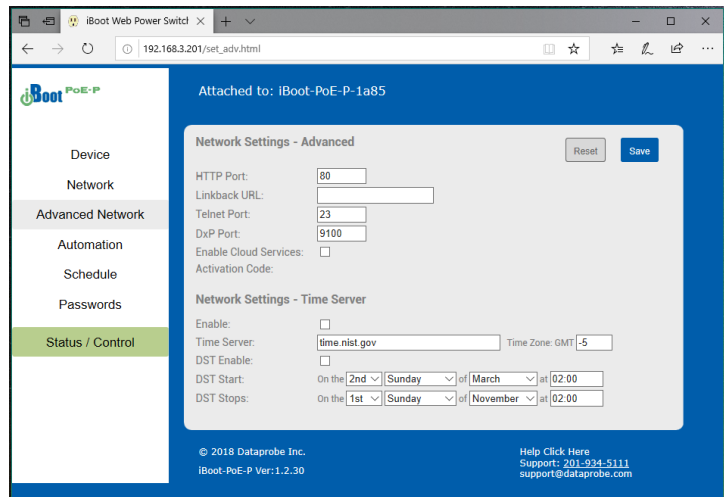 iBoot Web Power Switch
192.168.3.201/set_adv.html
iBoot PoE-P
Attached to: iBoot-PoE-P-1a85
Device
Network
Advanced Network
Automation
Schedule
Passwords
Status / Control
Network Settings - Advanced
Reset Save
HTTP Port: 80
Linkback URL:
Telnet Port: 23
DxP Port: 9100
Enable Cloud Services:
Activation Code:
Network Settings - Time Server
Enable:
Time Server: time.nist.gov Time Zone: GMT -5
DST Enable:
DST Start: On the 2nd Sunday of March at 02:00
DST Stops: On the 1st Sunday of November at 02:00
© 2018 Dataprobe Inc.
iBoot-PoE-P Ver:1.2.30
Help Click Here
Support: 201-934-5111
support@dataprobe.com